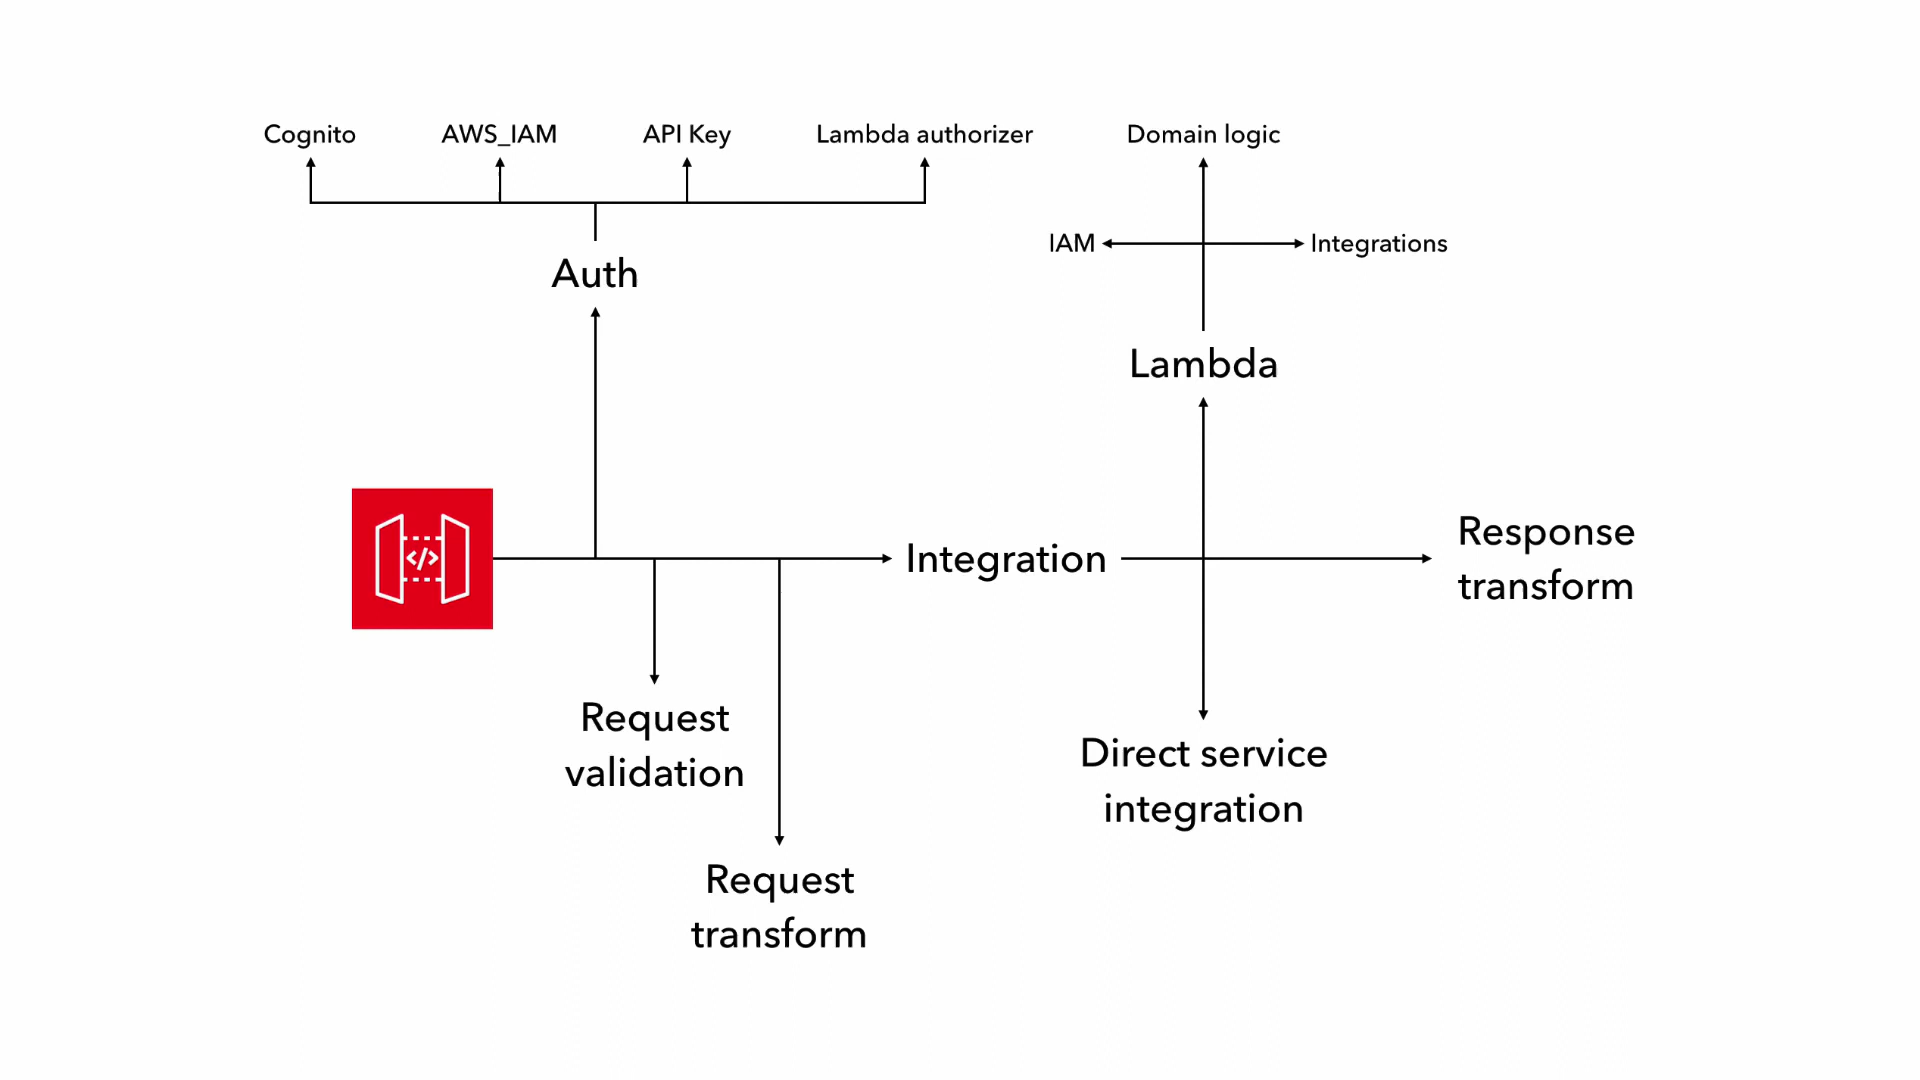 Cognito
AWS_IAM
API Key
Lambda authorizer
Domain logic
IAM
Integrations
Auth
Lambda
</>
Integration
Response
transform
Request
validation
Direct service
integration
Request
transform